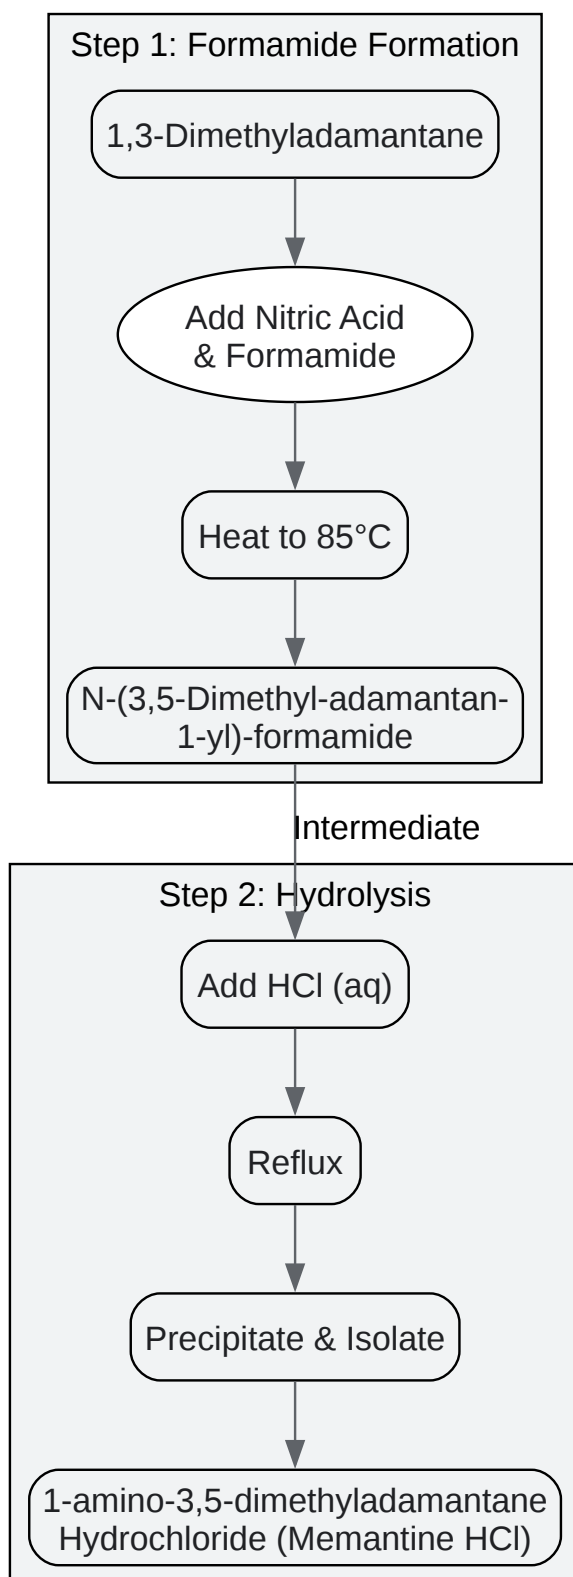 Step 1: Formamide Formation
1,3-Dimethyladamantane
Add Nitric Acid
& Formamide
Heat to 85°C
N-(3,5-Dimethyl-adamantan-
1-yl)-formamide
Intermediate
Step 2: Hydrolysis
Add HCl (aq)
Reflux
Precipitate & Isolate
1-amino-3,5-dimethyladamantane
Hydrochloride (Memantine HCl)